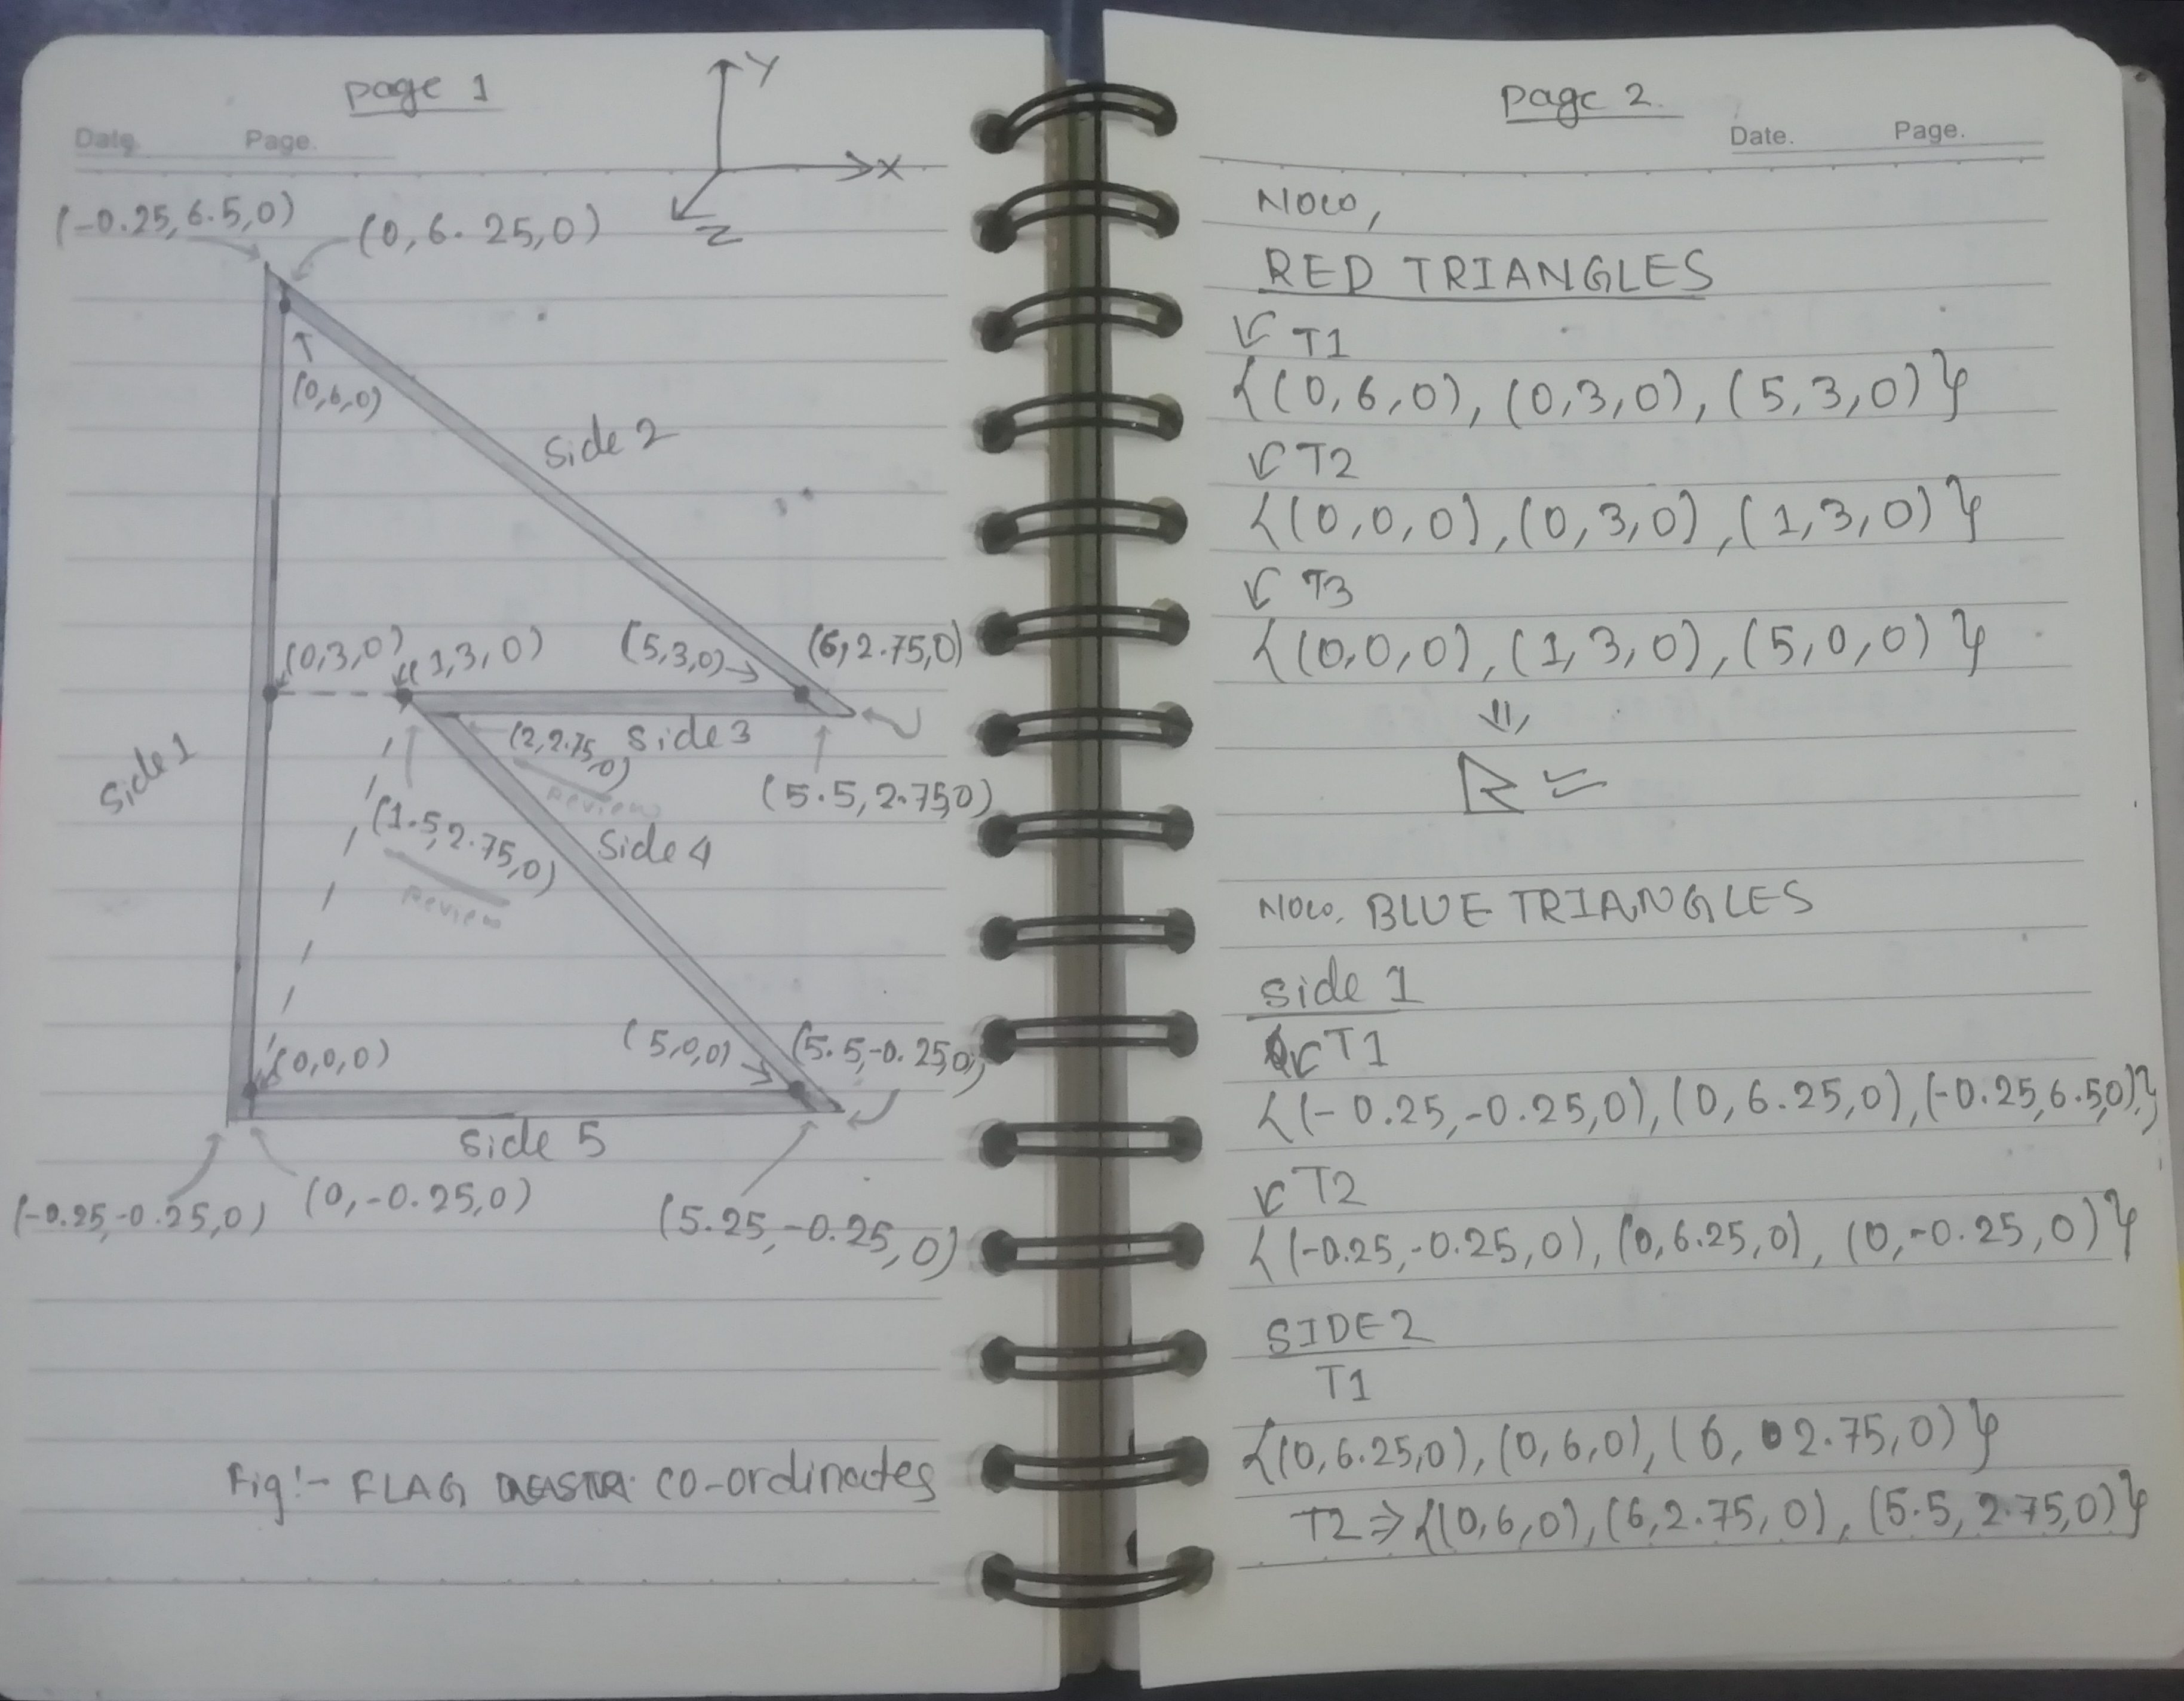 page 1
Date. Page.
Y
X
Z
(-0.25,6.5,0)
(0,6.25,0)
(0,6,0)
Side 2
(0,3,0)
(1,3,0)
(5,3,0)
(6,2.75,0)
Side 1
(2,2.75,0)
Review
Side 3
(5.5,2.75,0)
(1.5,2.75,0)
Review
Side 4
(0,0,0)
(5,0,0)
(5.5,-0.25,0)
Side 5
(-0.25,-0.25,0)
(0,-0.25,0)
(5.25,-0.25,0)
Fig:- FLAG CO-ordinates
page 2
Date. Page.
Now,
RED TRIANGLES
T1
{(0,6,0),(0,3,0),(5,3,0)}
T2
{(0,0,0),(0,3,0),(1,3,0)}
T3
{(0,0,0),(1,3,0),(5,0,0)}
Now, BLUE TRIANGLES
Side 1
T1
{(-0.25,-0.25,0),(0,6.25,0),(-0.25,6.5,0)}
T2
{(-0.25,-0.25,0),(0,6.25,0),(0,-0.25,0)}
SIDE 2
T1
{(0,6.25,0),(0,6,0),(6,2.75,0)}
T2⇒{(0,6,0),(6,2.75,0),(5.5,2.75,0)}